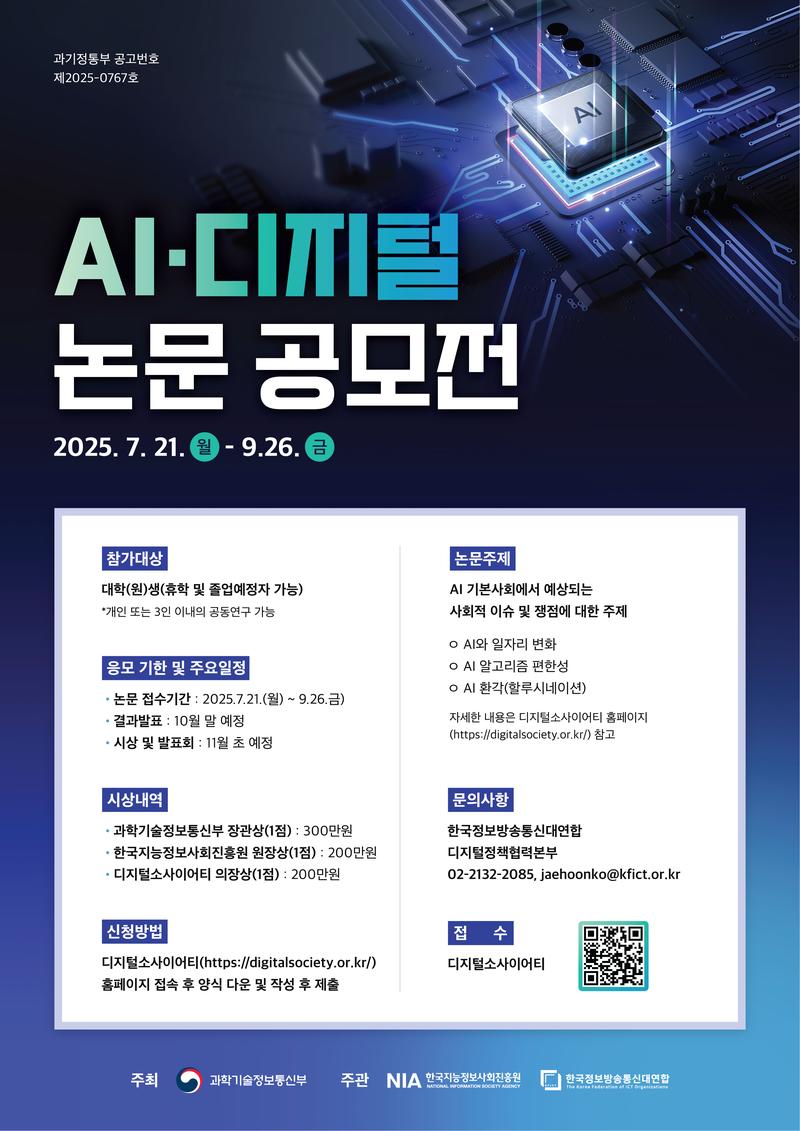 과기정통부 공고번호
제2025-0767호
AI
AI·디지털
논문 공모전
2025. 7. 21. 월 - 9.26. 금
참가대상
대학(원)생(휴학 및 졸업예정자 가능)
*개인 또는 3인 이내의 공동연구 가능
응모 기한 및 주요일정
• 논문 접수기간 : 2025.7.21.(월) ~ 9.26.금)
• 결과발표 : 10월 말 예정
• 시상 및 발표회 : 11월 초 예정
시상내역
• 과학기술정보통신부 장관상(1점) : 300만원
• 한국지능정보사회진흥원 원장상(1점) : 200만원
• 디지털소사이어티 의장상(1점) : 200만원
신청방법
디지털소사이어티(https://digitalsociety.or.kr/)
홈페이지 접속 후 양식 다운 및 작성 후 제출
논문주제
AI 기본사회에서 예상되는
사회적 이슈 및 쟁점에 대한 주제
ㅇ AI와 일자리 변화
ㅇ AI 알고리즘 편한성
ㅇ AI 환각(할루시네이션)
자세한 내용은 디지털소사이어티 홈페이지
(https://digitalsociety.or.kr/) 참고
문의사항
한국정보방송통신대연합
디지털정책협력본부
02-2132-2085, jaehoonko@kfict.or.kr
접 수
디지털소사이어티
주최 과학기술정보통신부 주관 NIA 한국지능정보사회진흥원 한국정보방송통신대연합
NATIONAL INFORMATION SOCIETY AGENCY The Korea Federation of ICT Organizations